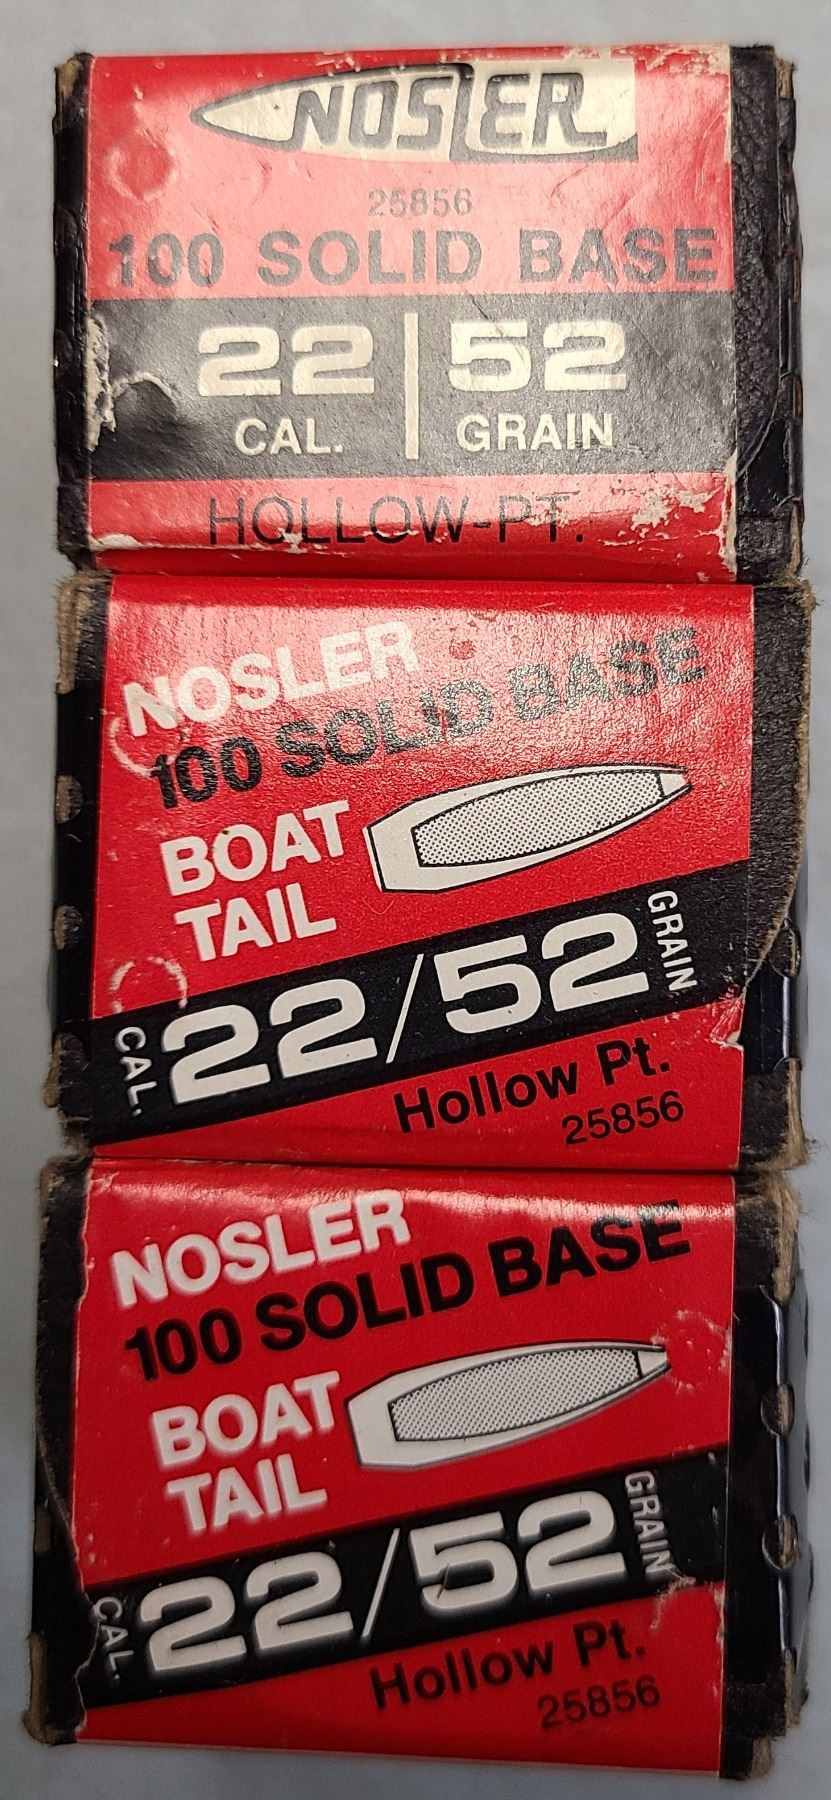 NOSLER
25856
100 SOLID BASE
22 | 52
CAL. GRAIN
HOLLOW-PT.
NOSLER
100 SOLID BASE
BOAT
TAIL
CAL. 22/52 GRAIN
Hollow Pt.
25856
NOSLER
100 SOLID BASE
BOAT
TAIL
CAL. 22/52 GRAIN
Hollow Pt.
25856